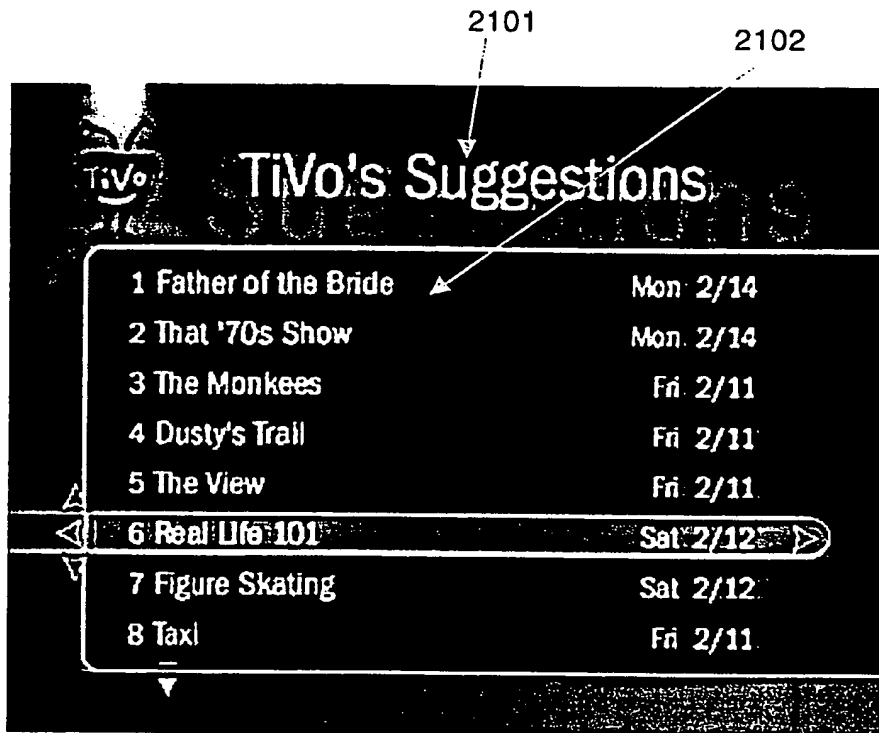 2101
2102
TiVo
TiVo's Suggestions
1 Father of the Bride Mon 2/14
2 That '70s Show Mon 2/14
3 The Monkees Fri 2/11
4 Dusty's Trail Fri 2/11
5 The View Fri 2/11
6 Real Life 101 Sat 2/12
7 Figure Skating Sat 2/12
8 Taxi Fri 2/11